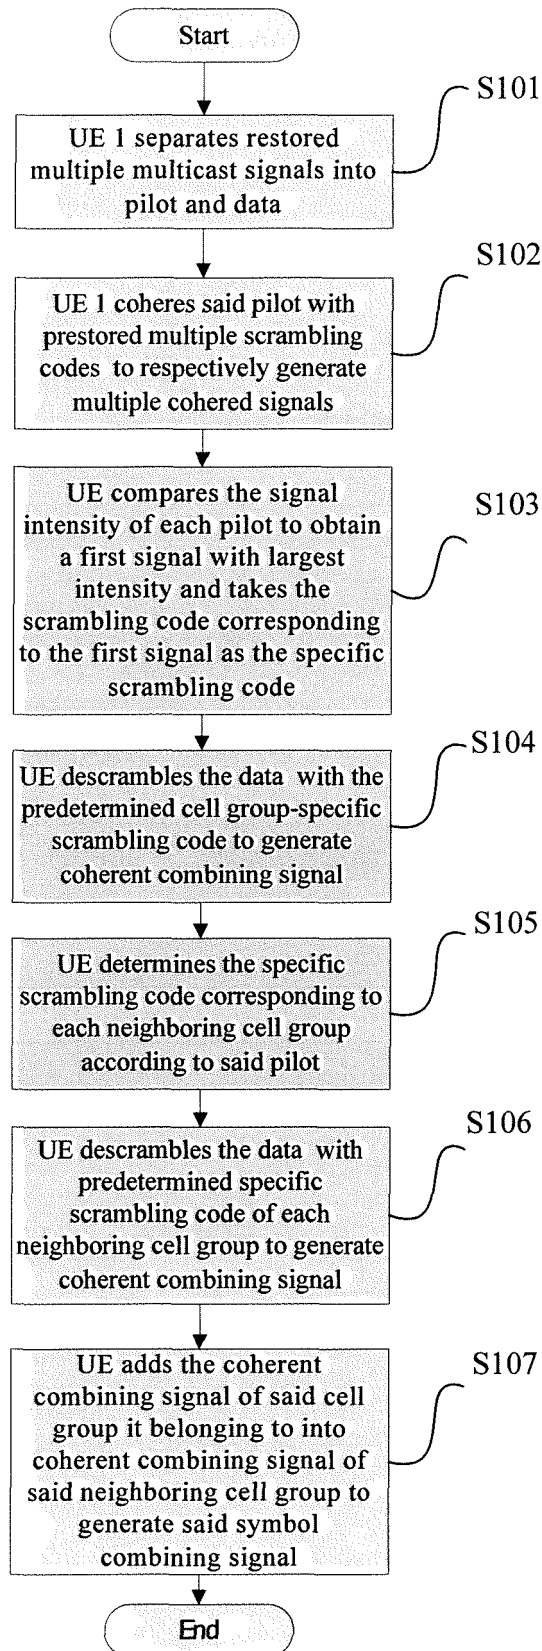 Start
S101
UE 1 separates restored
multiple multicast signals into
pilot and data
S102
UE 1 coheres said pilot with
prestored multiple scrambling
codes to respectively generate
multiple cohered signals
S103
UE compares the signal
intensity of each pilot to obtain
a first signal with largest
intensity and takes the
scrambling code corresponding
to the first signal as the specific
scrambling code
S104
UE descrambles the data with the
predetermined cell group-specific
scrambling code to generate
coherent combining signal
S105
UE determines the specific
scrambling code corresponding to
each neighboring cell group
according to said pilot
S106
UE descrambles the data with
predetermined specific
scrambling code of each
neighboring cell group to generate
coherent combining signal
S107
UE adds the coherent
combining signal of said cell
group it belonging to into
coherent combining signal of
said neighboring cell group to
generate said symbol
combining signal
End